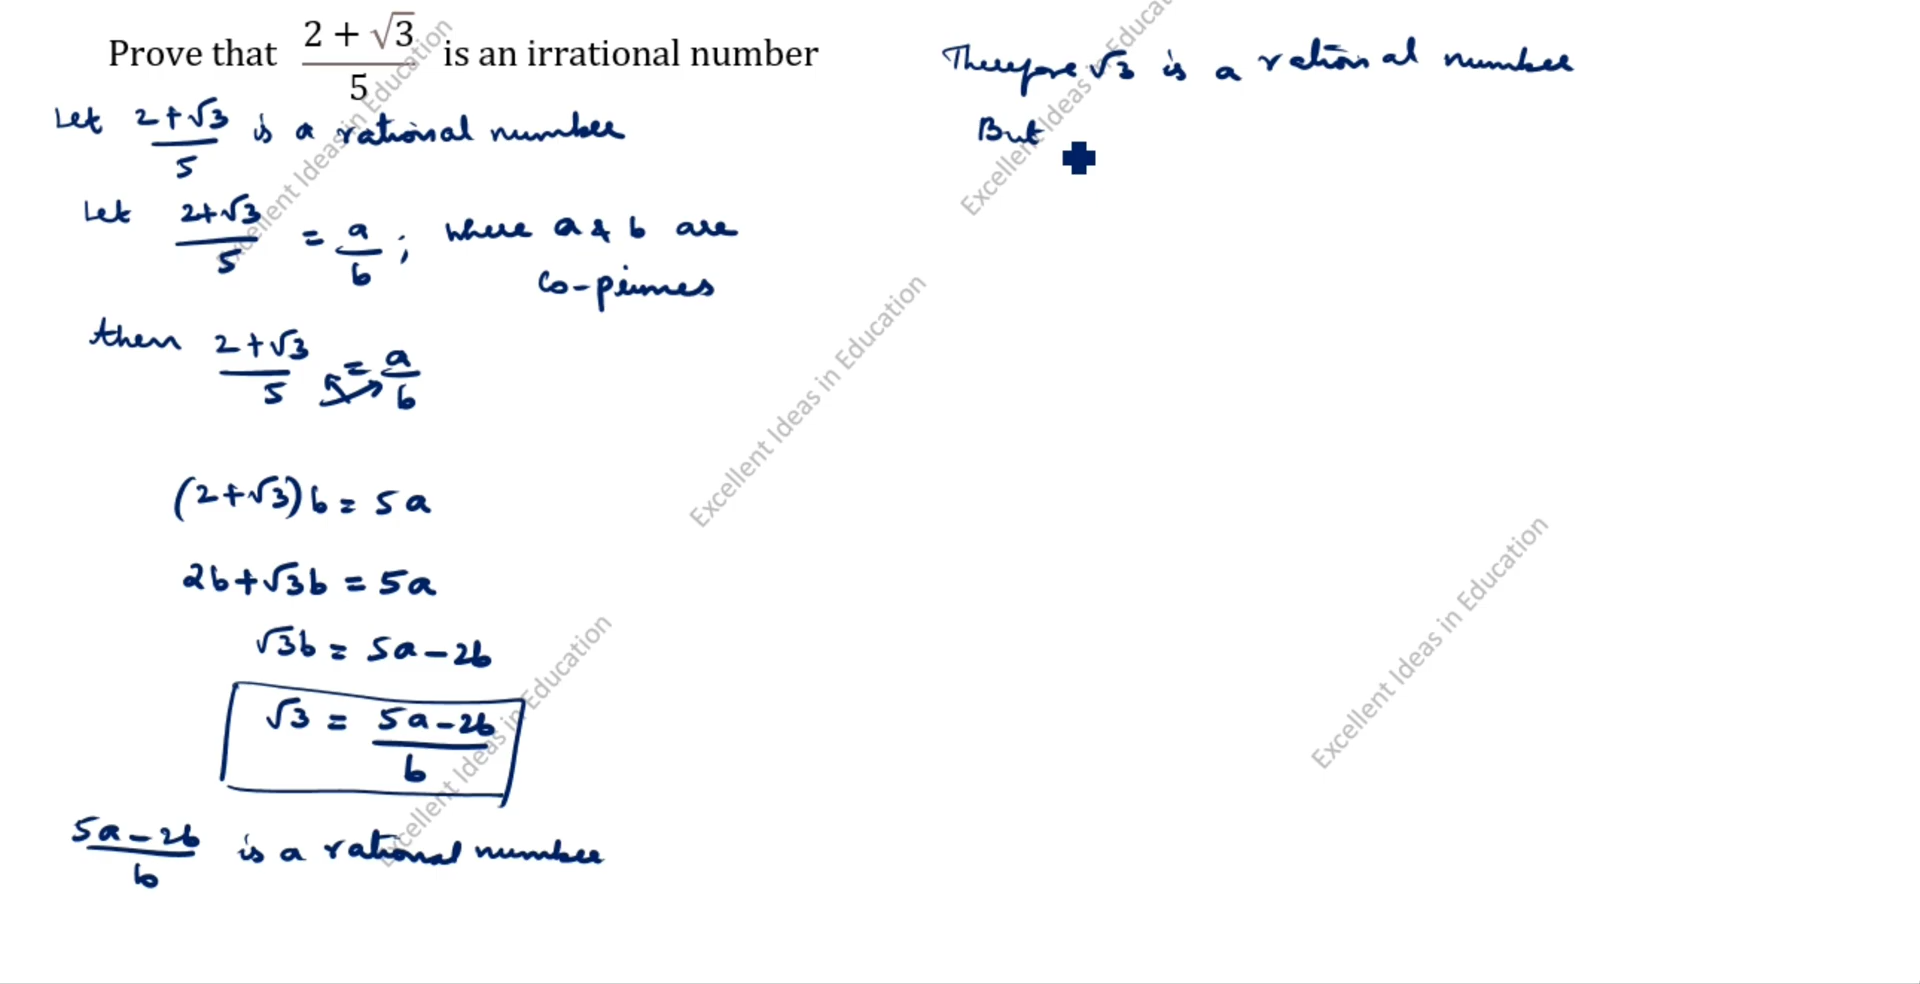 Prove that (2 + √3)/5 is an irrational number
Let (2+√3)/5 is a rational number
Let (2+√3)/5 = a/b ; where a & b are
Co-primes
then (2+√3)/5 = a/b
(2+√3)b = 5a
2b+√3b = 5a
√3b = 5a-2b
√3 = (5a-2b)/b
(5a-2b)/b is a rational number
Therefore √3 is a rational number
But
Excellent Ideas in Education
Excellent Ideas in Educa
Excellent Ideas in Education
Excellent Ideas in Education
Excellent Ideas in Education